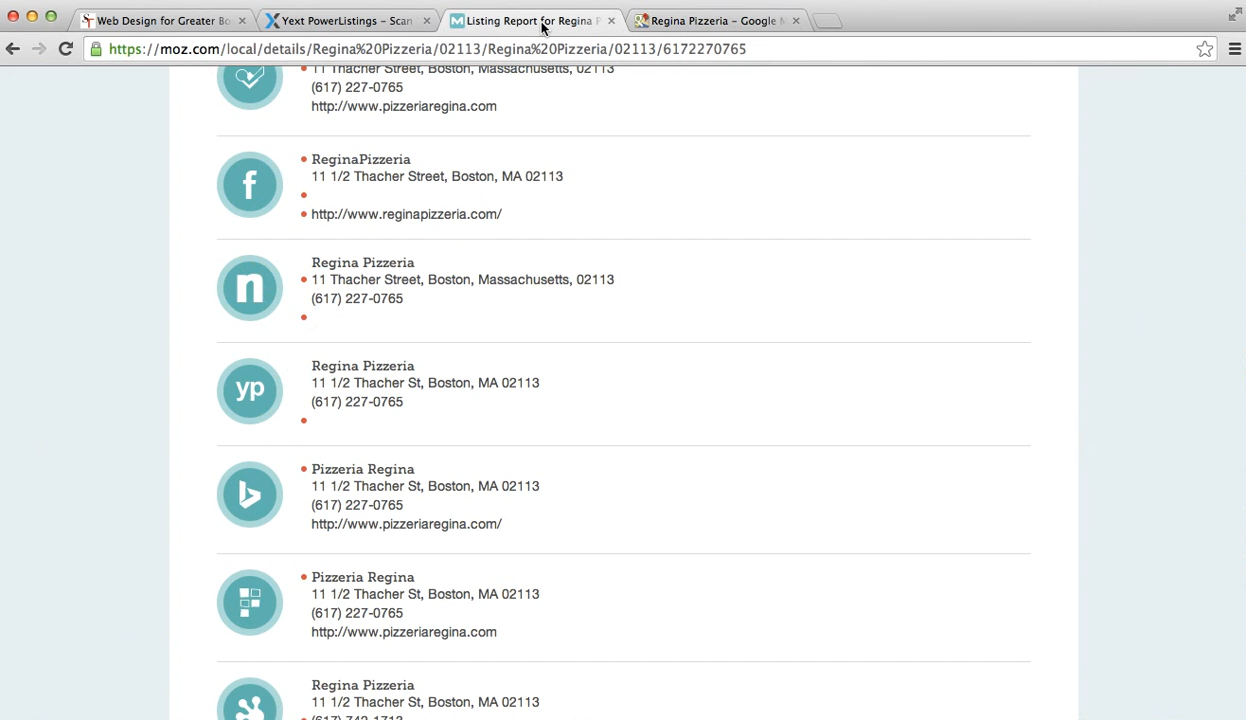 Web Design for Greater Bo
Yext PowerListings – Scan
Listing Report for Regina P
Regina Pizzeria – Google M
https://moz.com/local/details/Regina%20Pizzeria/02113/Regina%20Pizzeria/02113/6172270765
11 Thacher Street, Boston, Massachusetts, 02113
(617) 227-0765
http://www.pizzeriaregina.com
f
ReginaPizzeria
11 1/2 Thacher Street, Boston, MA 02113
http://www.reginapizzeria.com/
n
Regina Pizzeria
11 Thacher Street, Boston, Massachusetts, 02113
(617) 227-0765
yp
Regina Pizzeria
11 1/2 Thacher St, Boston, MA 02113
(617) 227-0765
Pizzeria Regina
11 1/2 Thacher St, Boston, MA 02113
(617) 227-0765
http://www.pizzeriaregina.com/
Pizzeria Regina
11 1/2 Thacher St, Boston, MA 02113
(617) 227-0765
http://www.pizzeriaregina.com
Regina Pizzeria
11 1/2 Thacher St, Boston, MA 02113
(617) 742-1713